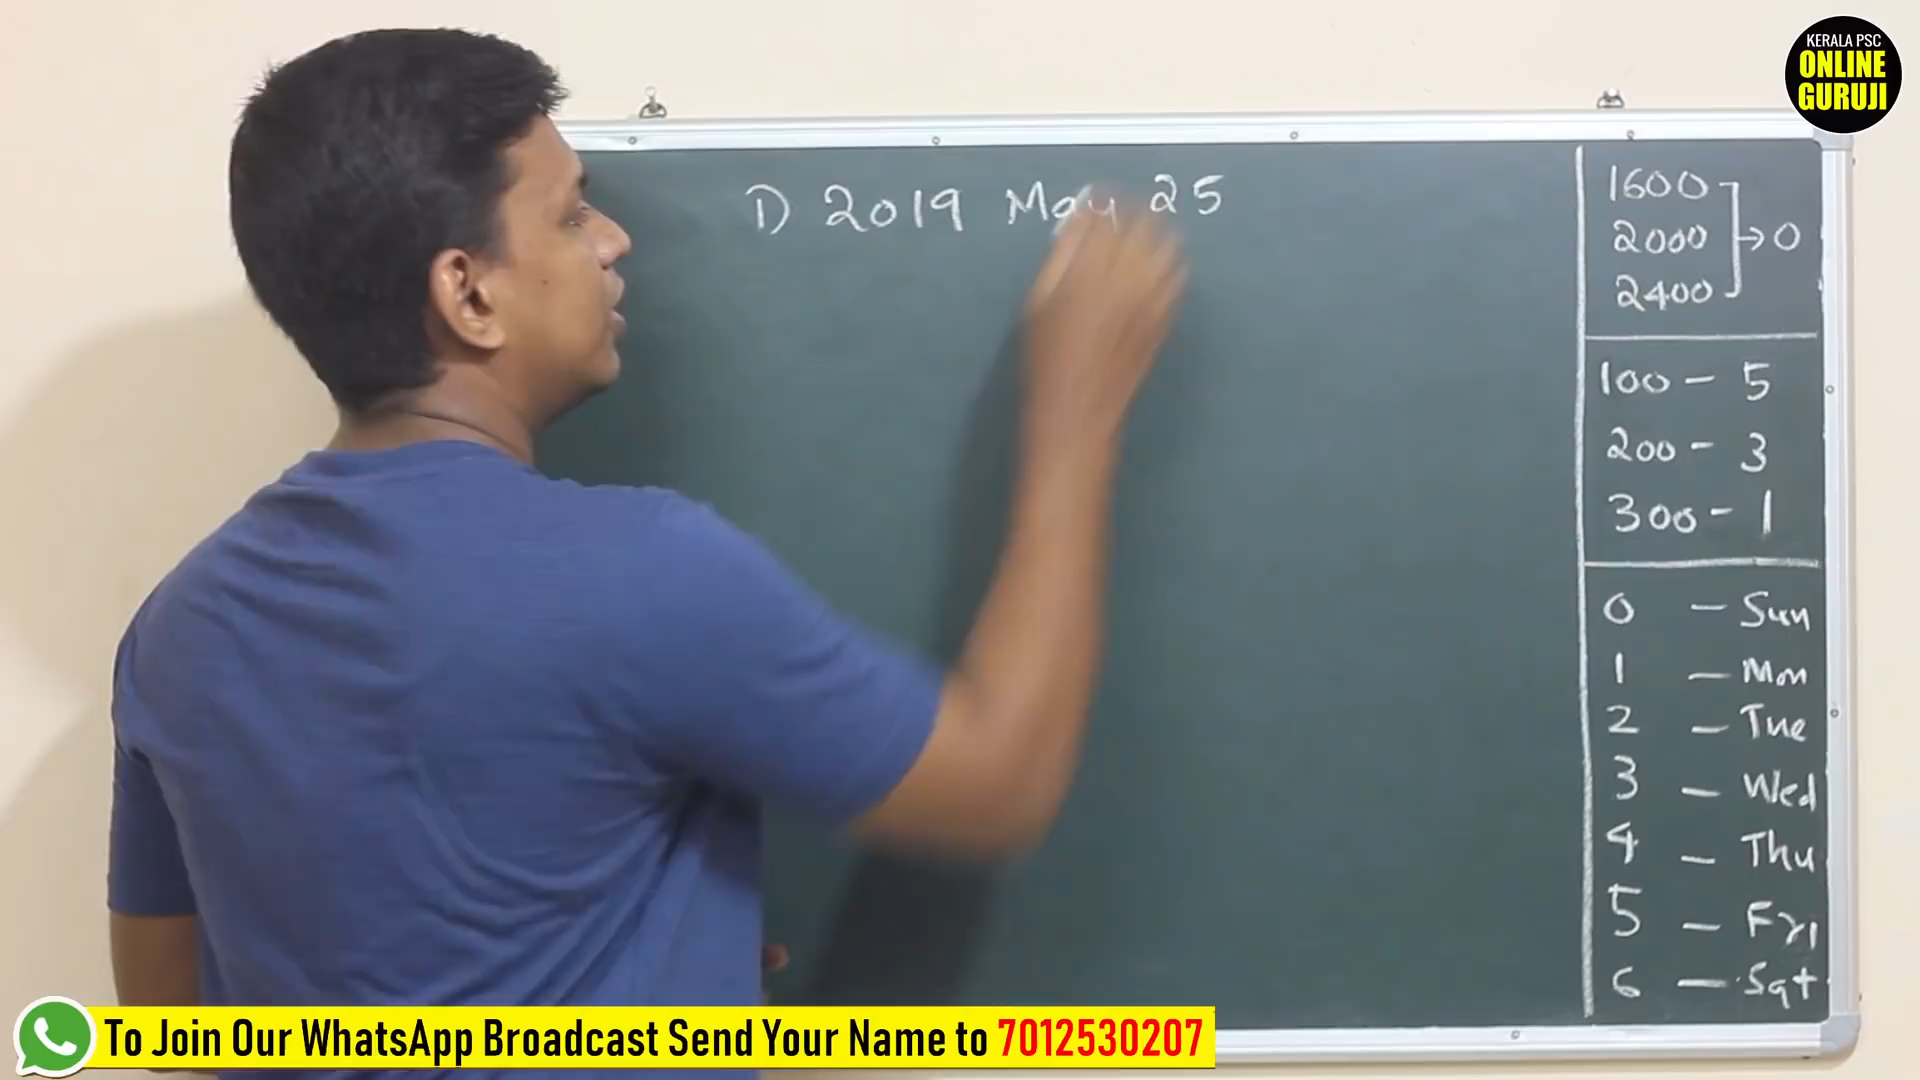 KERALA PSC
ONLINE
GURUJI
1) 2019 May 25
1600
2000 → 0
2400
100 - 5
200 - 3
300 - 1
0 - Sun
1 - Mon
2 - Tue
3 - Wed
4 - Thu
5 - Fri
6 - Sat
To Join Our WhatsApp Broadcast Send Your Name to 7012530207